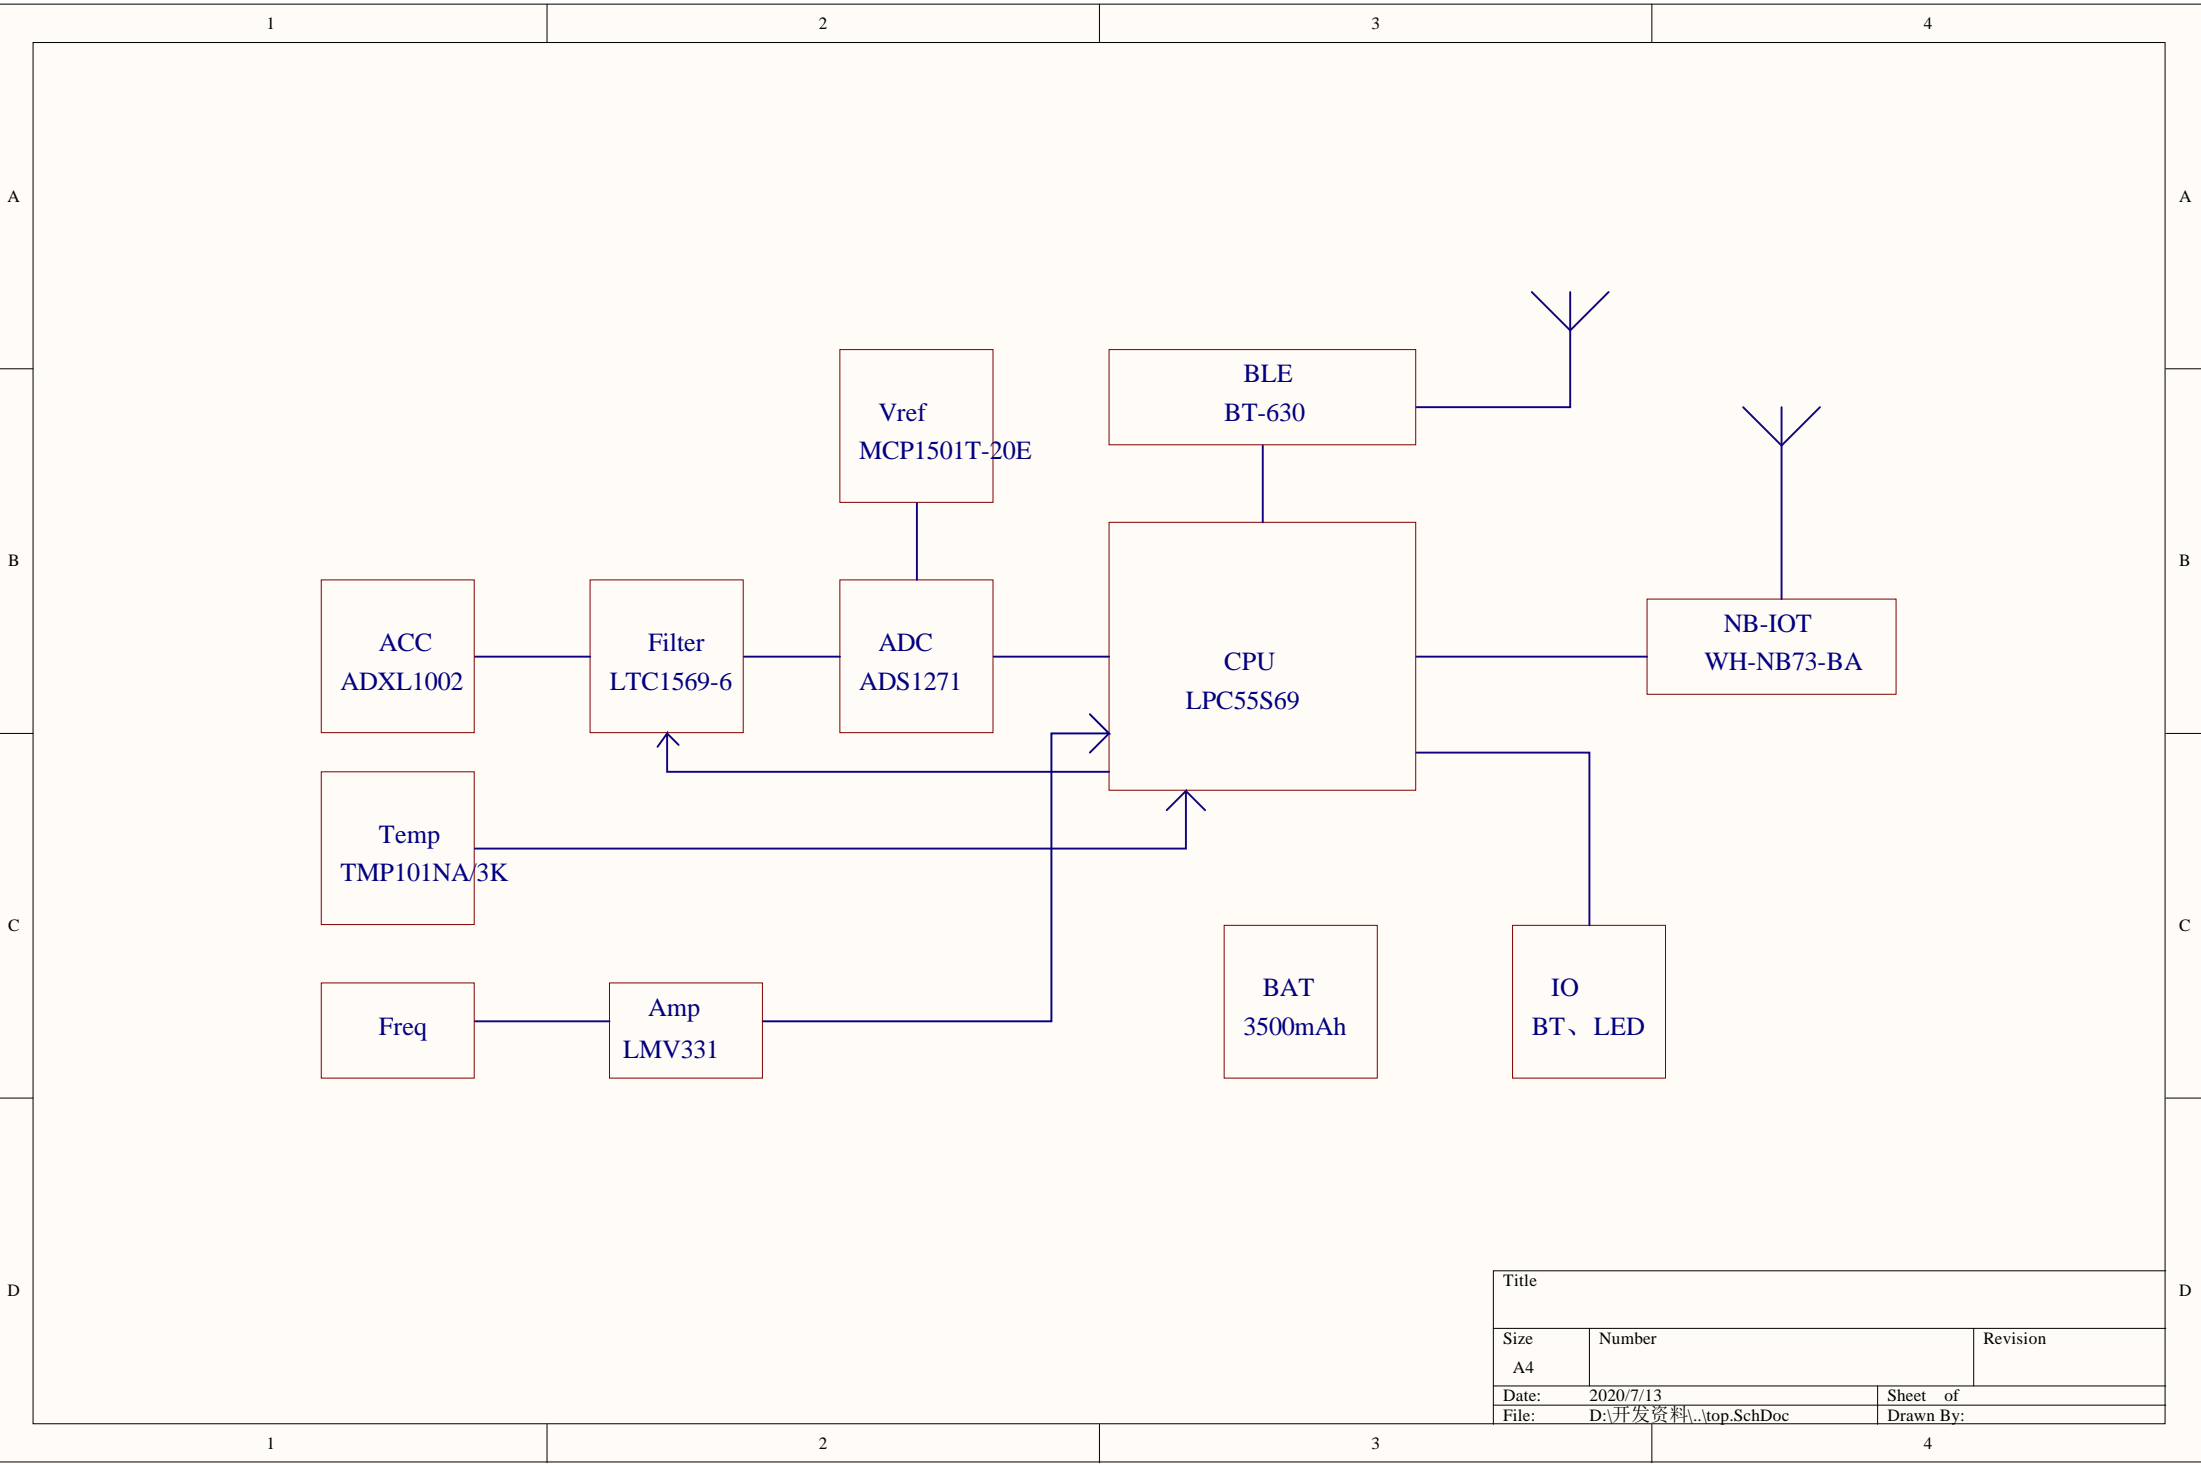 1 2 3 4
A A
BLE
Vref BT-630
MCP1501T-20E
B B
ACC Filter ADC NB-IOT
ADXL1002 LTC1569-6 ADS1271 CPU WH-NB73-BA
LPC55S69
Temp
TMP101NA/3K
C C
Freq Amp BAT IO
LMV331 3500mAh BT、LED
D D
Title
Size Number Revision
A4
Date: 2020/7/13 Sheet of
File: D:\开发资料\..\top.SchDoc Drawn By:
1 2 3 4